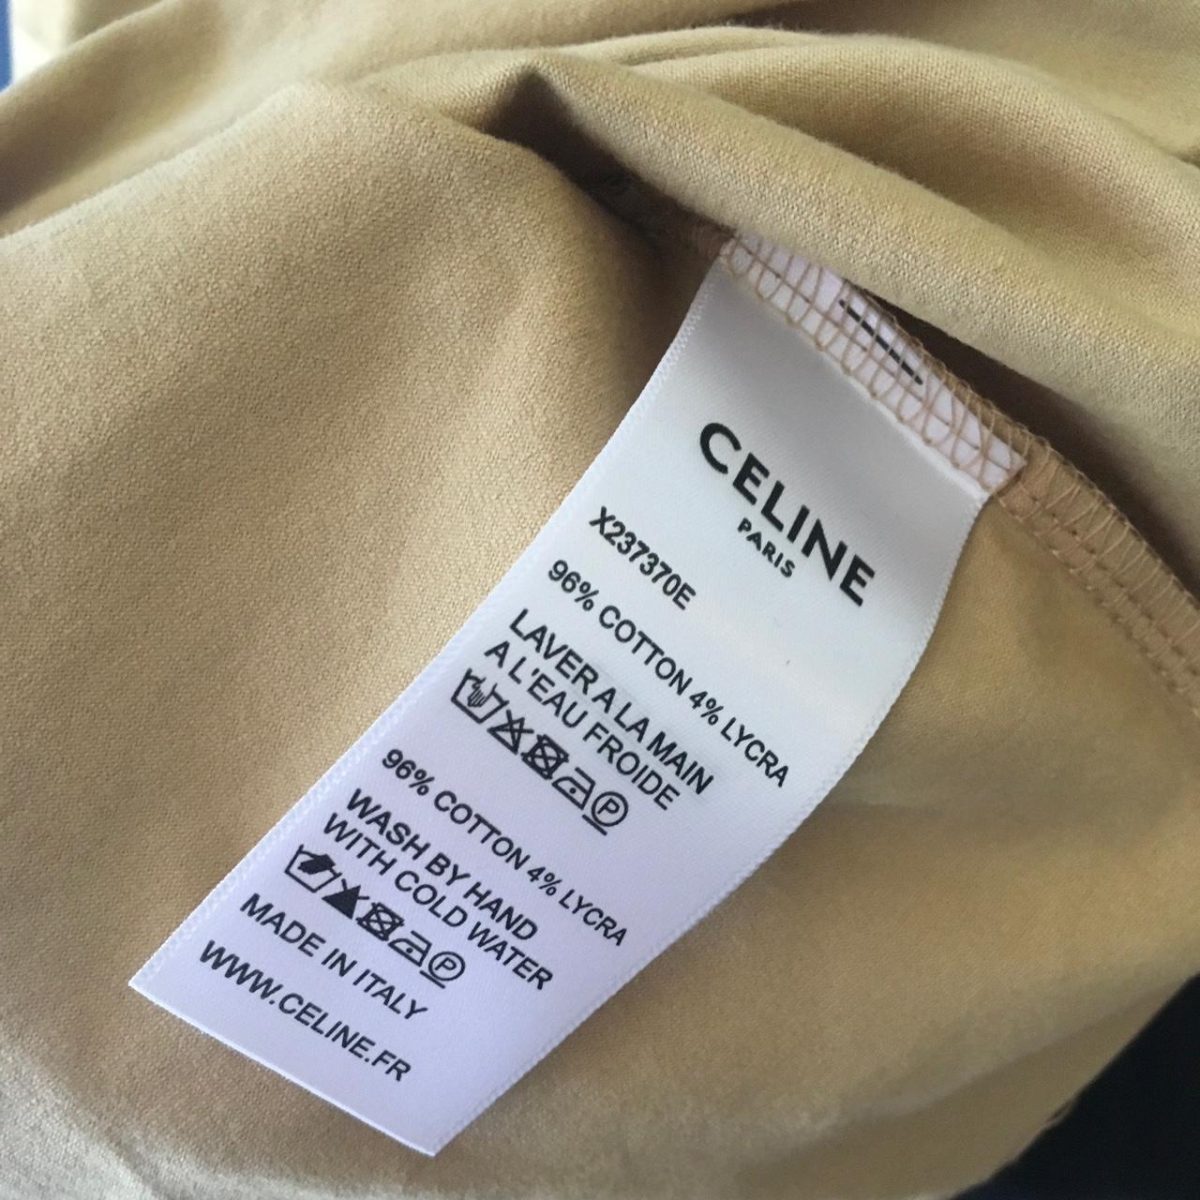 CELINE
PARIS
X237370E
96% COTTON 4% LYCRA
LAVER A LA MAIN
A L'EAU FROIDE
P
96% COTTON 4% LYCRA
WASH BY HAND
WITH COLD WATER
P
MADE IN ITALY
WWW.CELINE.FR